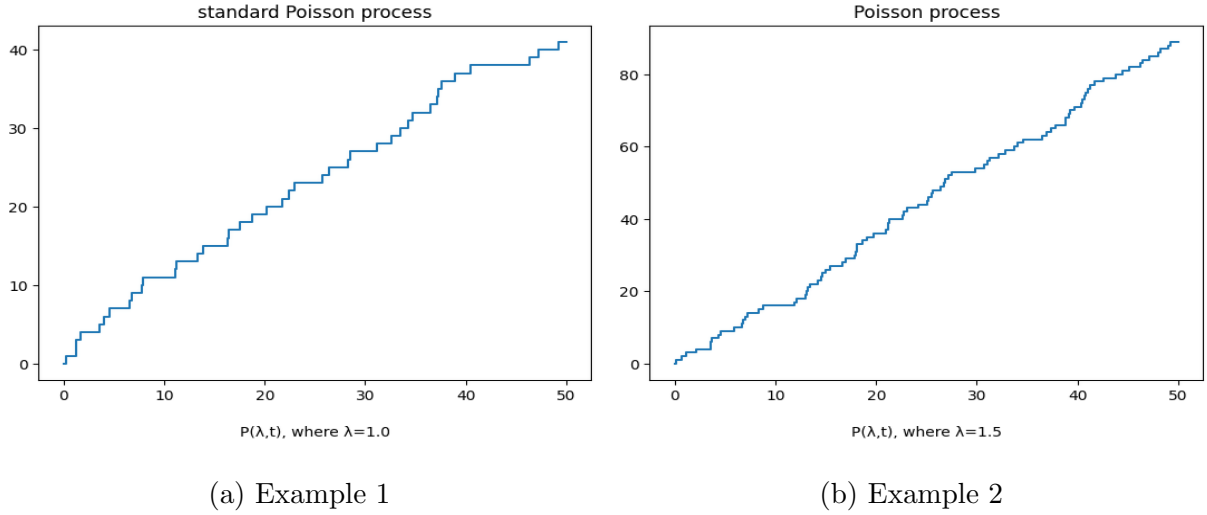 standard Poisson process
40
30
20
10
0
0 10 20 30 40 50
P(λ,t), where λ=1.0
(a) Example 1
Poisson process
80
60
40
20
0
0 10 20 30 40 50
P(λ,t), where λ=1.5
(b) Example 2